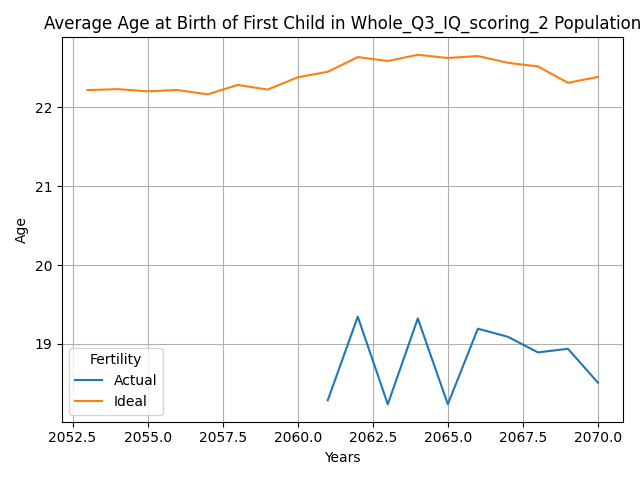 Average Age at Birth of First Child in Whole_Q3_IQ_scoring_2 Population
22
21
20
19
Age
Fertility
Actual
Ideal
2052.5 2055.0 2057.5 2060.0 2062.5 2065.0 2067.5 2070.0
Years